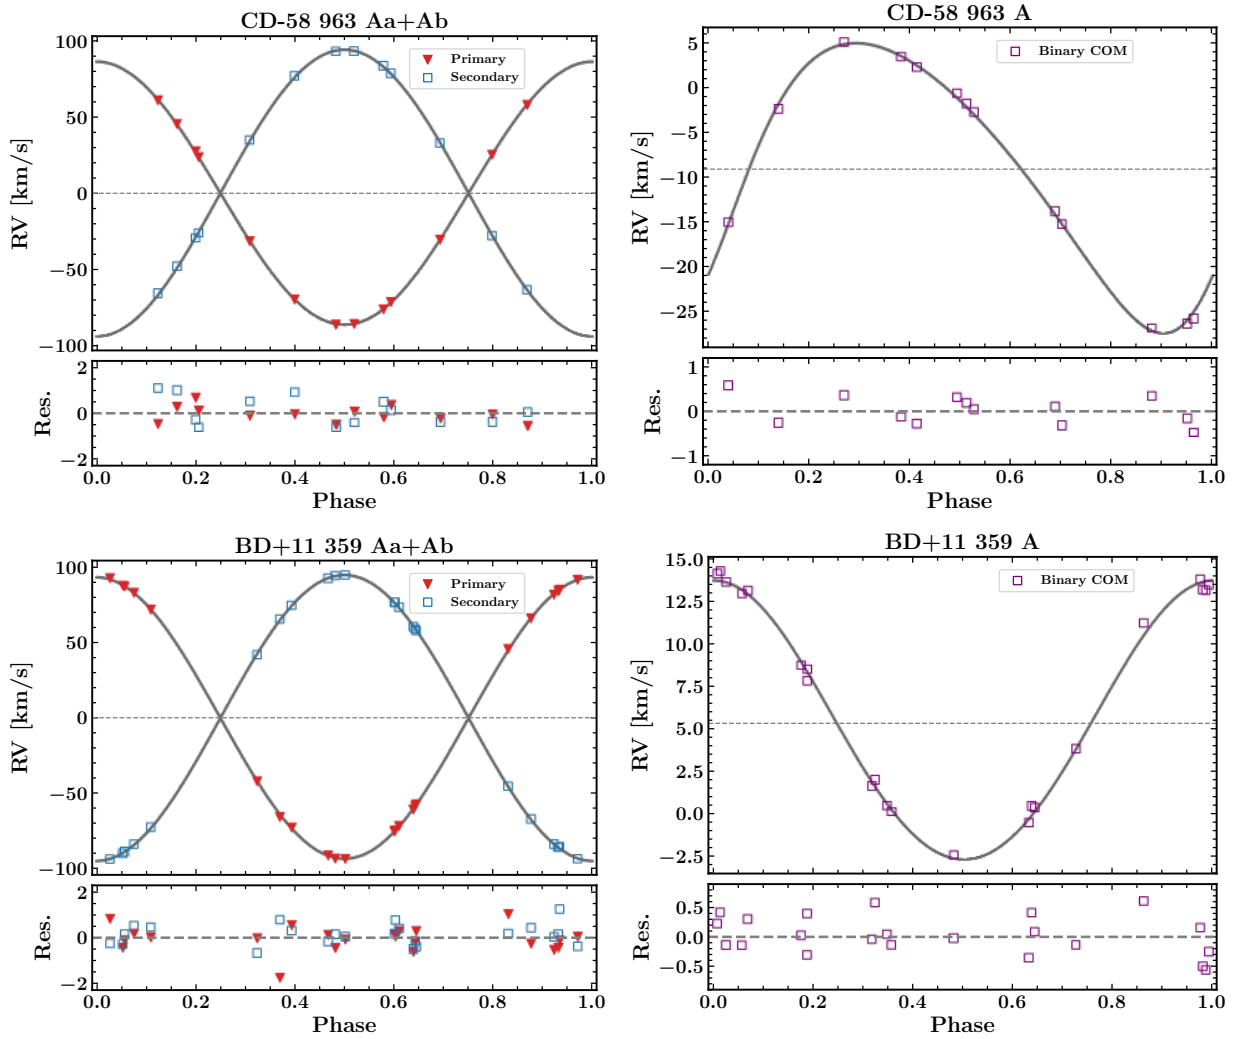 CD-58 963 Aa+Ab
RV [km/s]
100
50
0
−50
−100
Primary
Secondary
Res.
2
0
−2
0.0 0.2 0.4 0.6 0.8 1.0
Phase
CD-58 963 A
RV [km/s]
5
0
−5
−10
−15
−20
−25
Binary COM
Res.
1
0
−1
0.0 0.2 0.4 0.6 0.8 1.0
Phase
BD+11 359 Aa+Ab
RV [km/s]
100
50
0
−50
−100
Primary
Secondary
Res.
2
0
−2
0.0 0.2 0.4 0.6 0.8 1.0
Phase
BD+11 359 A
RV [km/s]
15.0
12.5
10.0
7.5
5.0
2.5
0.0
−2.5
Binary COM
Res.
0.5
0.0
−0.5
0.0 0.2 0.4 0.6 0.8 1.0
Phase